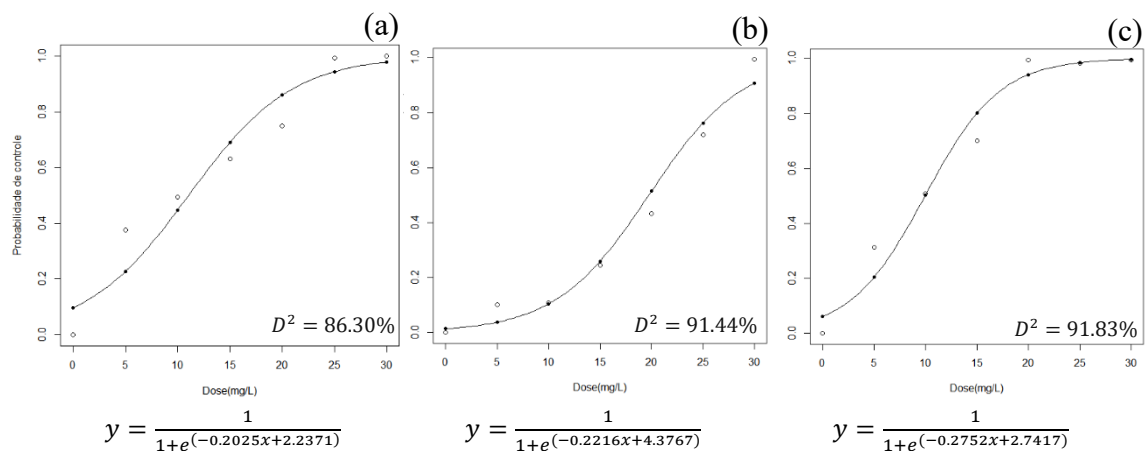 (a)
Probabilidade de controle
1.0
0.8
0.6
0.4
0.2
0.0
D² = 86.30%
0 5 10 15 20 25 30
Dose(mg/L)
y = 1/(1+e^(−0.2025x+2.2371))
(b)
1.0
0.8
0.6
0.4
0.2
0.0
D² = 91.44%
0 5 10 15 20 25 30
Dose(mg/L)
y = 1/(1+e^(−0.2216x+4.3767))
(c)
1.0
0.8
0.6
0.4
0.2
0.0
D² = 91.83%
0 5 10 15 20 25 30
Dose(mg/L)
y = 1/(1+e^(−0.2752x+2.7417))